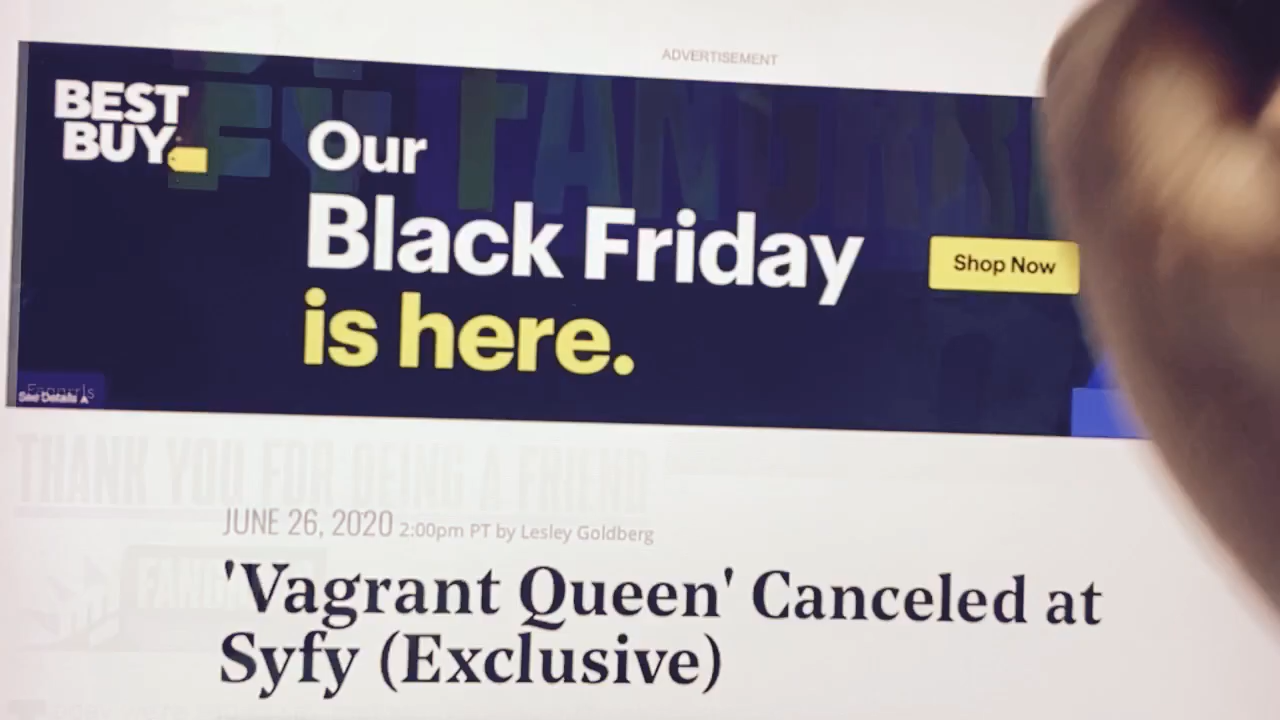 ADVERTISEMENT
BEST
BUY
Our
Black Friday
is here.
Shop Now
Fangrrls
See Details
THANK YOU FOR BEING A FRIEND
JUNE 26, 2020 2:00pm PT by Lesley Goldberg
'Vagrant Queen' Canceled at
Syfy (Exclusive)